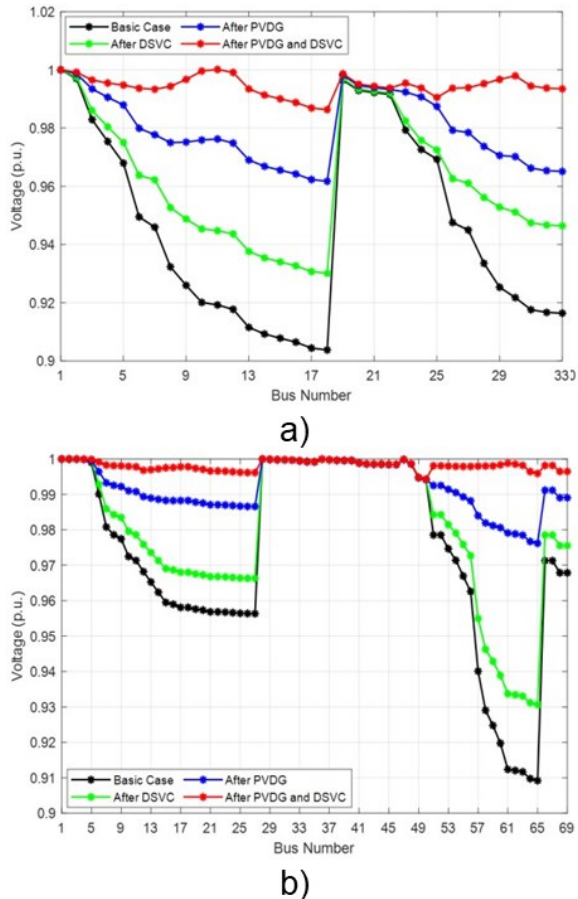 1.02
Basic Case After PVDG
After DSVC After PVDG and DSVC
1
0.98
0.96
0.94
0.92
0.9
Voltage (p.u.)
1 5 9 13 17 21 25 29 330
Bus Number
a)
1
0.99
0.98
0.97
0.96
0.95
0.94
0.93
0.92
0.91
0.9
Voltage (p.u.)
Basic Case After PVDG
After DSVC After PVDG and DSVC
1 5 9 13 17 21 25 29 33 37 41 45 49 53 57 61 65 69
Bus Number
b)